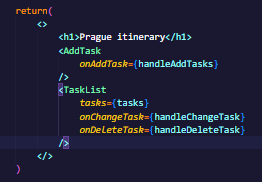 return(
<>
<h1>Prague itinerary</h1>
<AddTask
onAddTask={handleAddTasks}
/>
<TaskList
tasks={tasks}
onChangeTask={handleChangeTask}
onDeleteTask={handleDeleteTask}
/>
</>
)